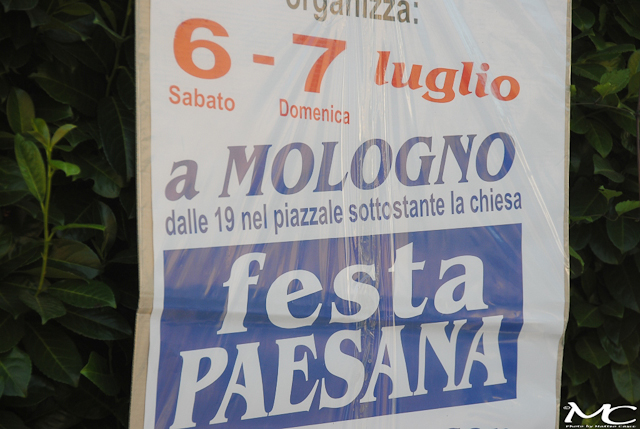 organizza:
6 - 7 luglio
Sabato Domenica
a MOLOGNO
dalle 19 nel piazzale sottostante la chiesa
festa
PAESANA
© MC